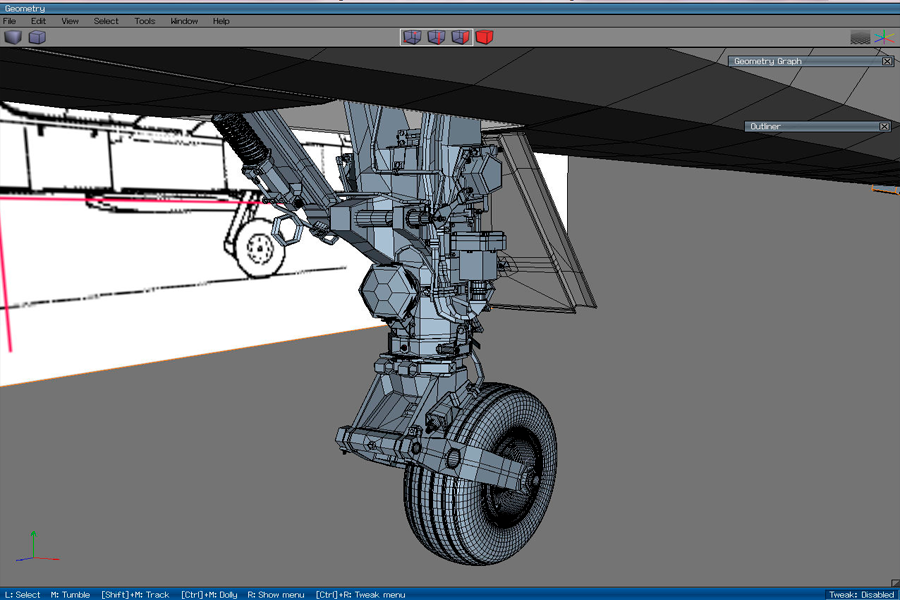 Geometry
File Edit View Select Tools Window Help
Geometry Graph
Outliner
L: Select M: Tumble [Shift]+M: Track [Ctrl]+M: Dolly R: Show menu [Ctrl]+R: Tweak menu
Tweak: Disabled